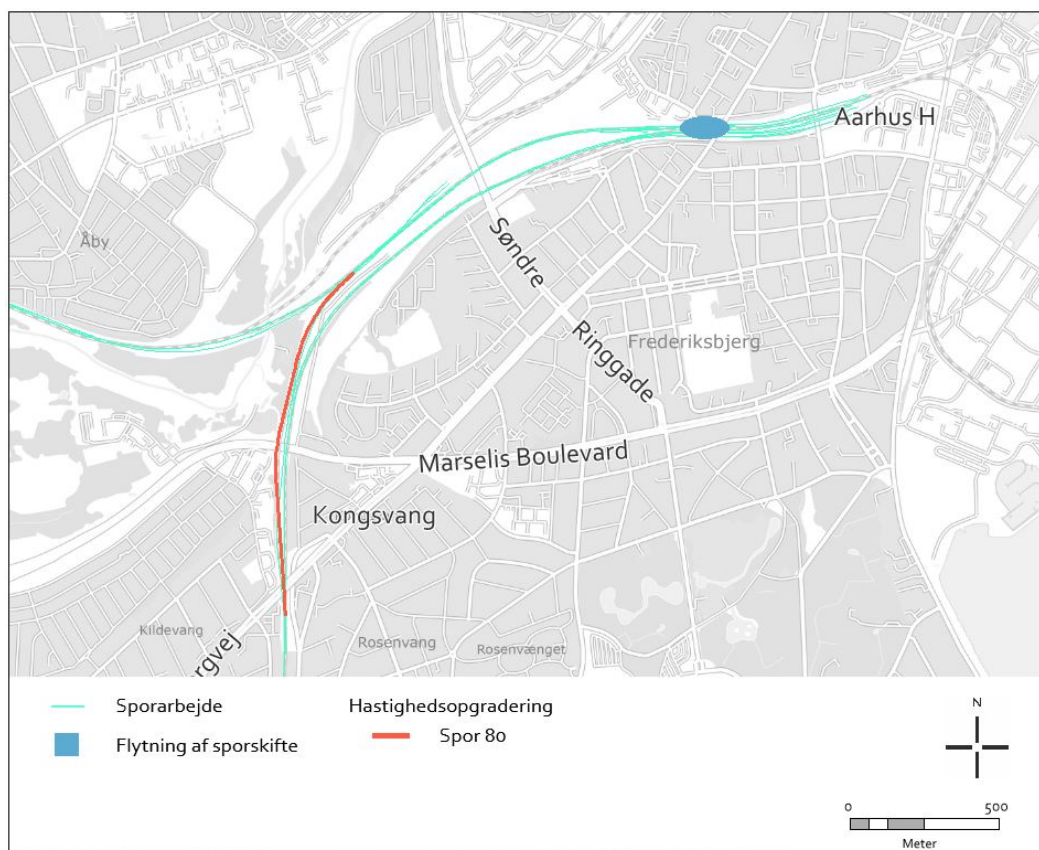 Aarhus H
Åby
Søndre
Ringgade
Frederiksbjerg
Marselis Boulevard
Kongsvang
Kildevang
Rosenvang
Rosenvænget
ergvej
Sporarbejde
Flytning af sporskifte
Hastighedsopgradering
Spor 80
N
0 500
Meter